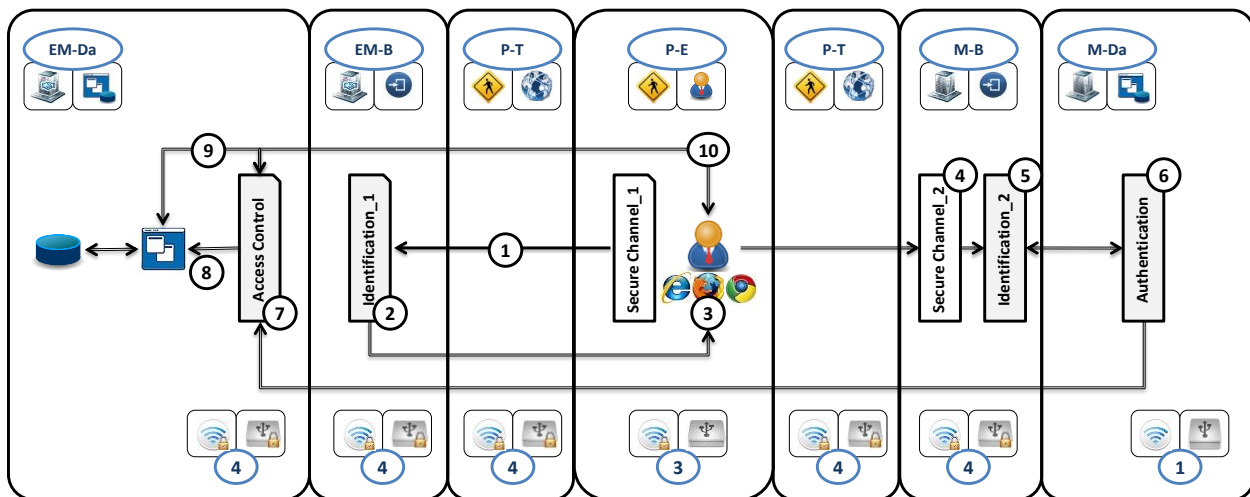 EM-Da
EM-B
P-T
P-E
P-T
M-B
M-Da
9
10
Access Control
Identification_1
Secure Channel_1
Secure Channel_2
Identification_2
Authentication
4
5
6
1
8
7
2
3
4
4
4
3
4
4
1